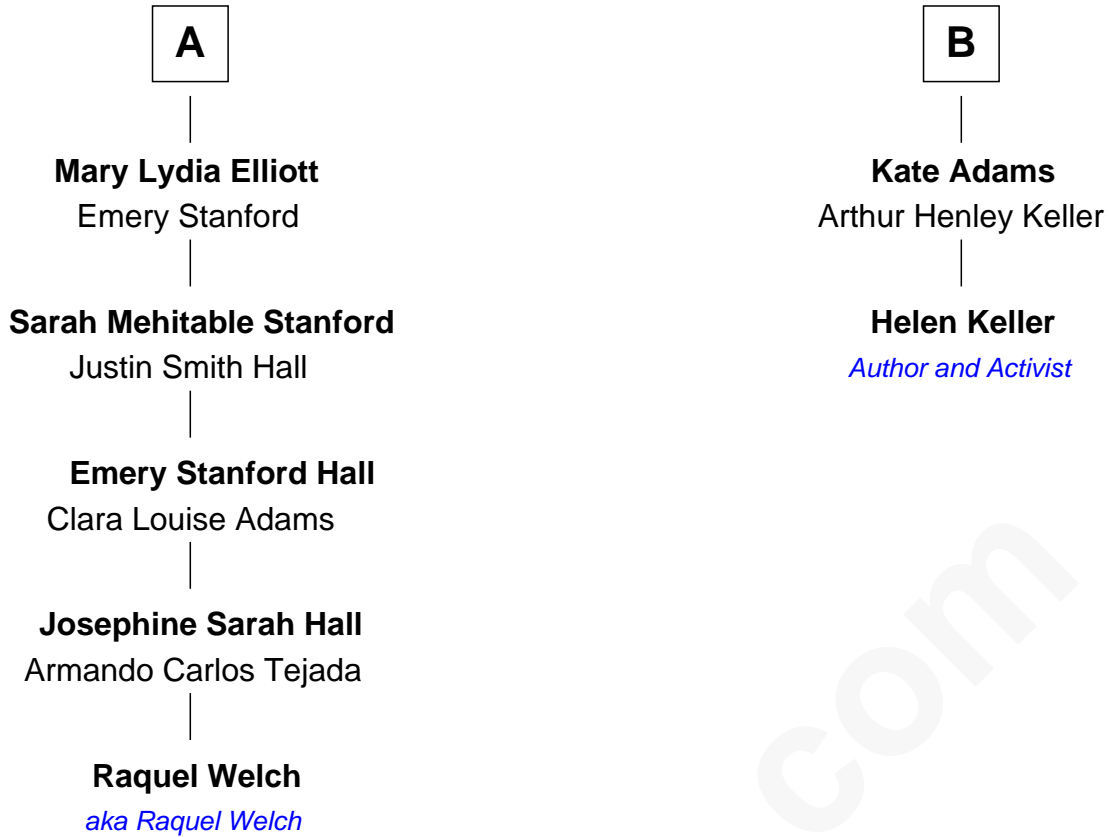 A
Mary Lydia Elliott
Emery Stanford
Sarah Mehitable Stanford
Justin Smith Hall
Emery Stanford Hall
Clara Louise Adams
Josephine Sarah Hall
Armando Carlos Tejada
Raquel Welch
aka Raquel Welch
B
Kate Adams
Arthur Henley Keller
Helen Keller
Author and Activist
com